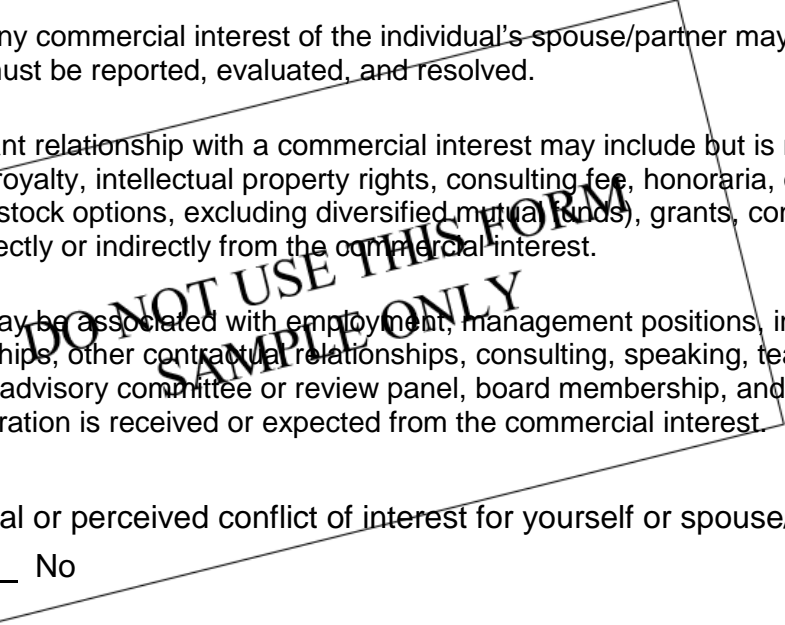 ny commercial interest of the individual's spouse/partner may
ust be reported, evaluated, and resolved.
nt relationship with a commercial interest may include but is
royalty, intellectual property rights, consulting fee, honoraria,
stock options, excluding diversified mutual funds), grants, con
ectly or indirectly from the commercial interest.
DO NOT USE THIS FORM
SAMPLE ONLY
ay be associated with employment, management positions, in
hips, other contractual relationships, consulting, speaking, tea
advisory committee or review panel, board membership, and
ration is received or expected from the commercial interest.
al or perceived conflict of interest for yourself or spouse/
_ No